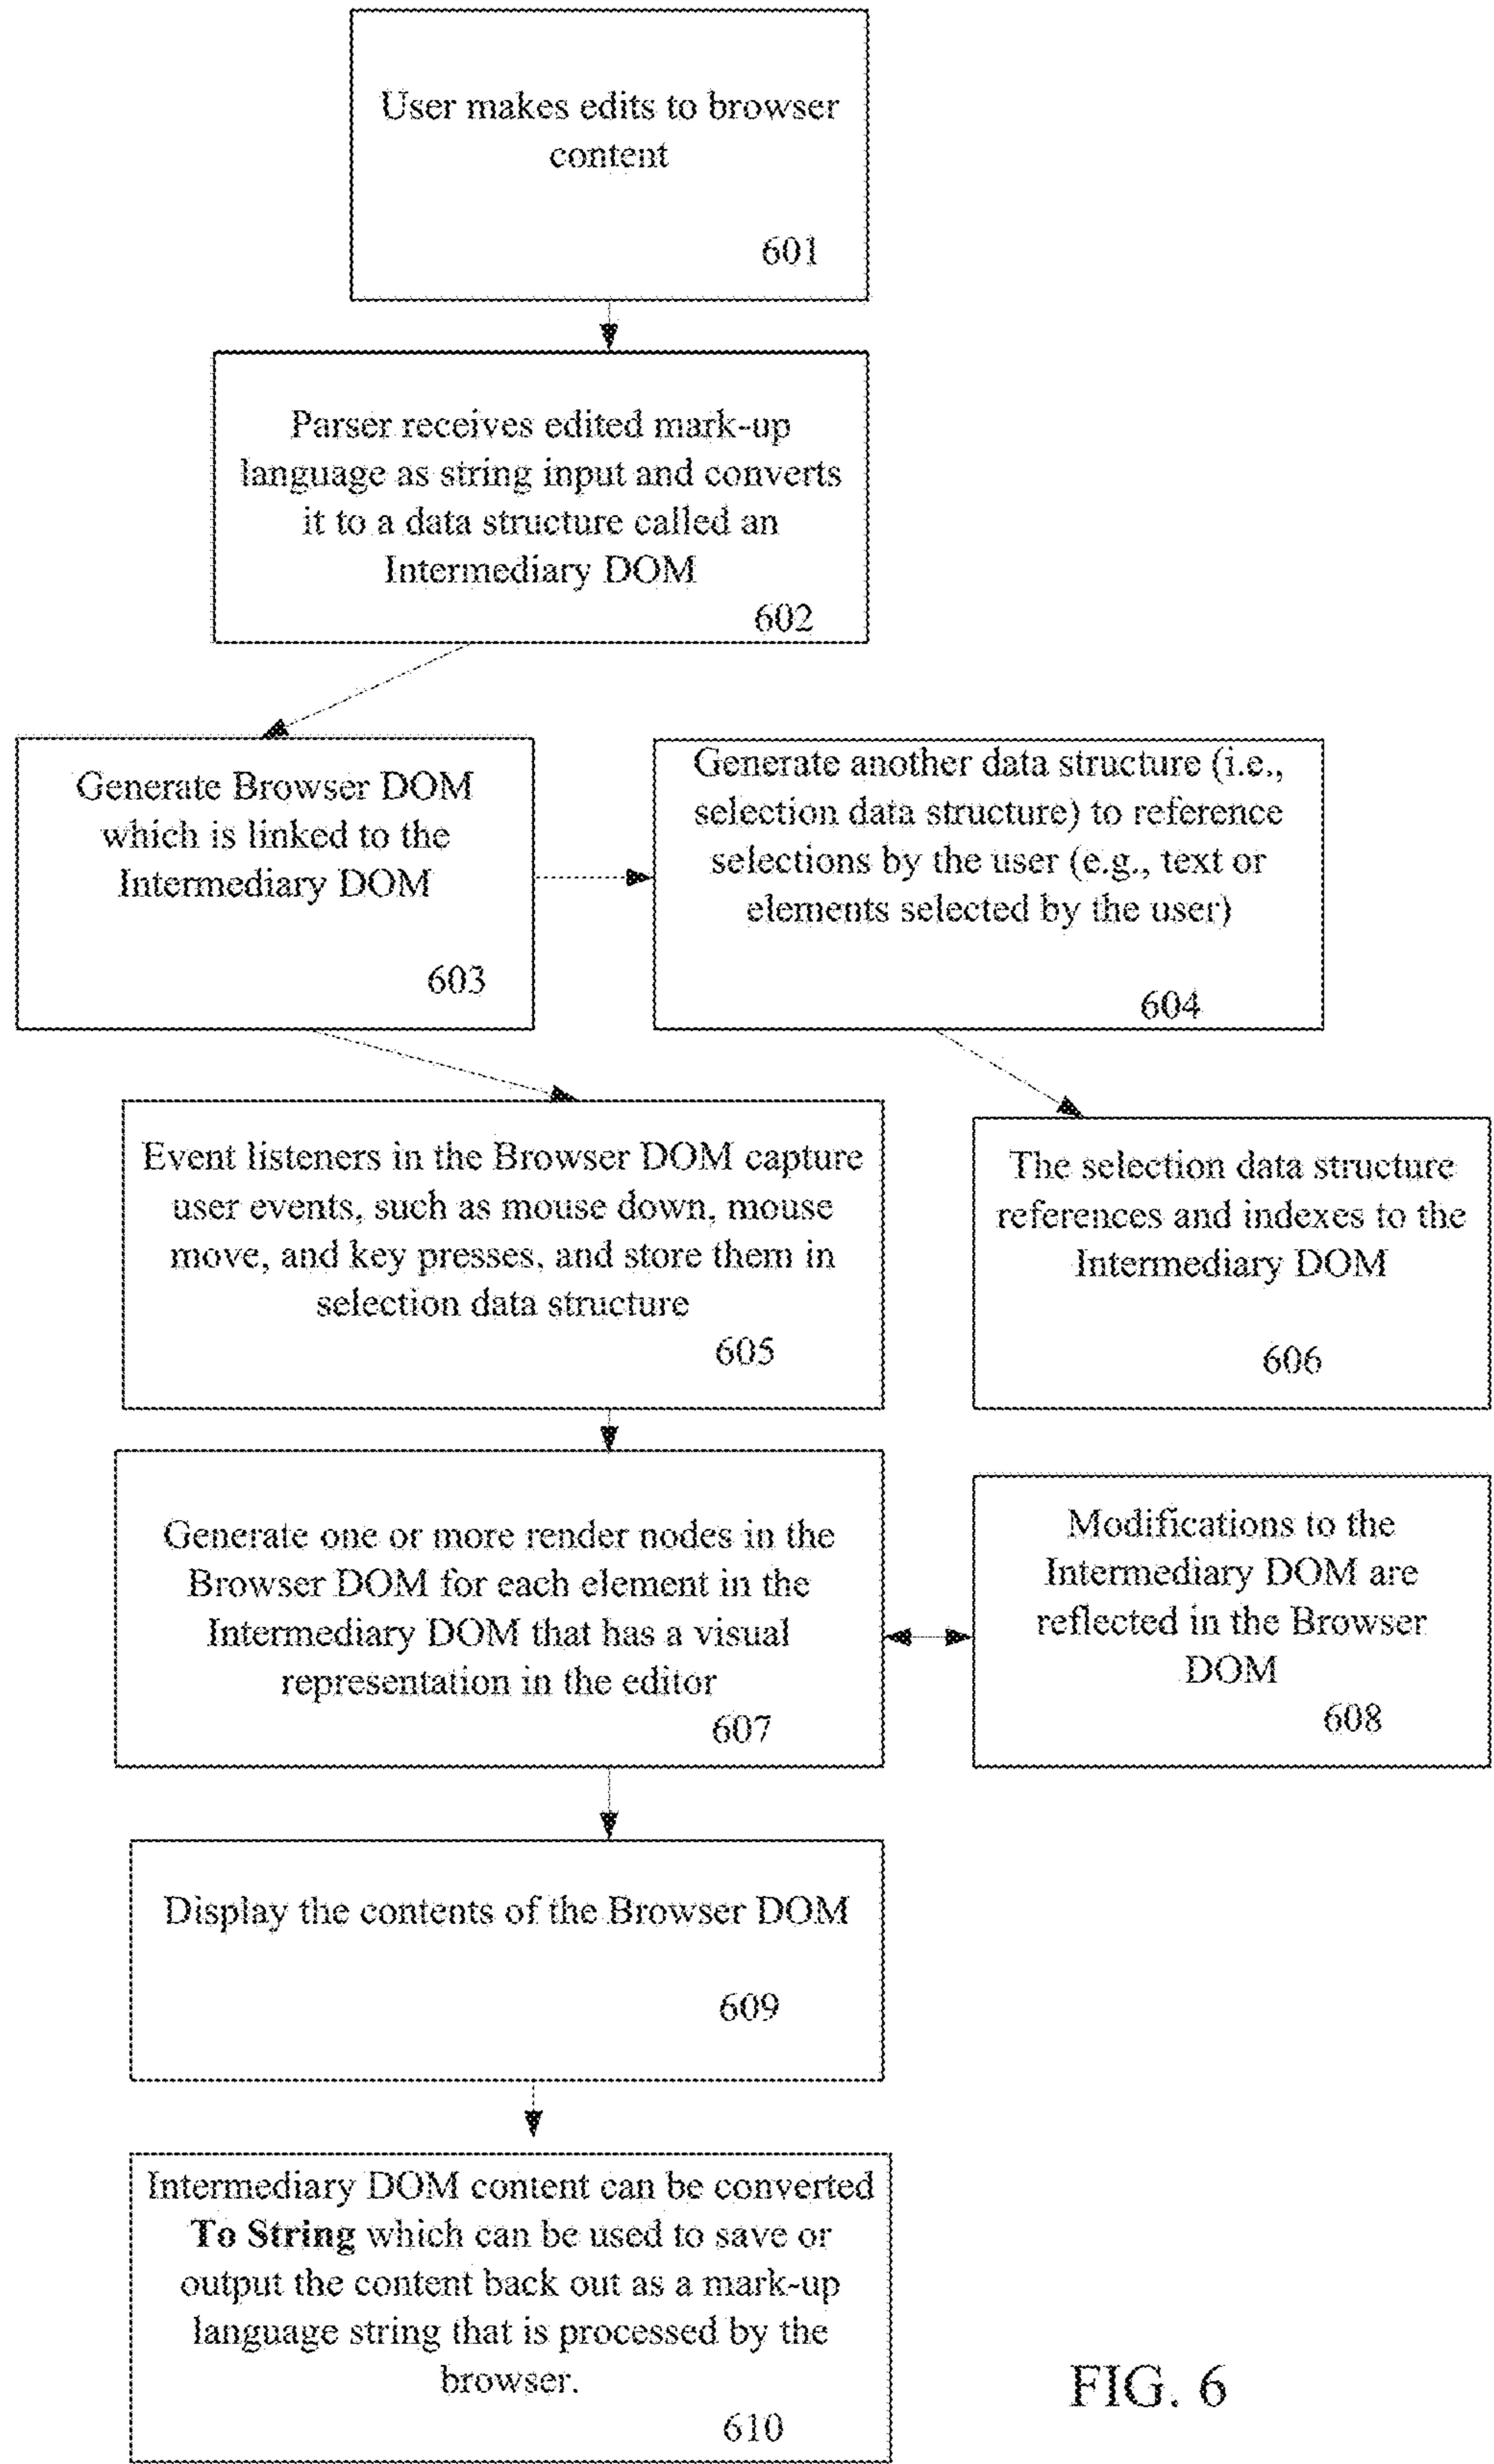 User makes edits to browser
content
601
Parser receives edited mark-up
language as string input and converts
it to a data structure called an
Intermediary DOM
602
Generate Browser DOM
which is linked to the
Intermediary DOM
603
Generate another data structure (i.e.,
selection data structure) to reference
selections by the user (e.g., text or
elements selected by the user)
604
Event listeners in the Browser DOM capture
user events, such as mouse down, mouse
move, and key presses, and store them in
selection data structure
605
The selection data structure
references and indexes to the
Intermediary DOM
606
Generate one or more render nodes in the
Browser DOM for each element in the
Intermediary DOM that has a visual
representation in the editor
607
Modifications to the
Intermediary DOM are
reflected in the Browser
DOM
608
Display the contents of the Browser DOM
609
Intermediary DOM content can be converted
To String which can be used to save or
output the content back out as a mark-up
language string that is processed by the
browser.
610
FIG. 6